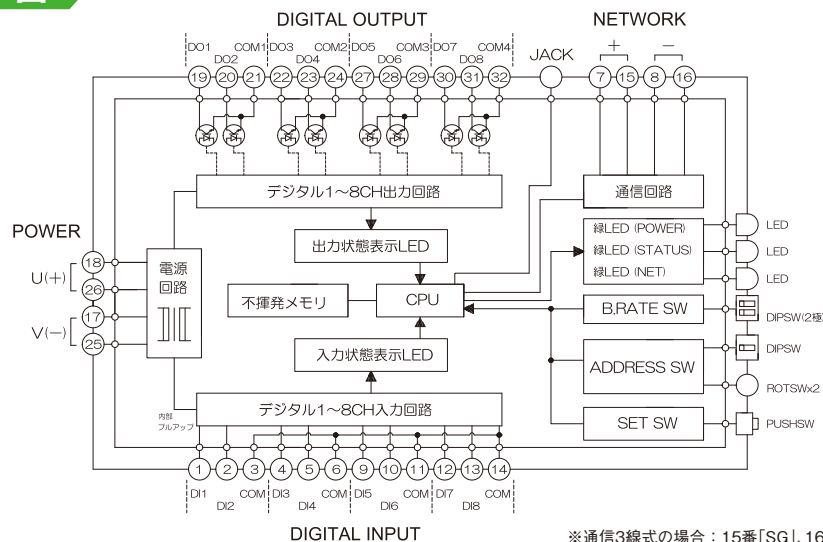 図
DIGITAL OUTPUT
NETWORK
DO1
DO2
COM1
DO3
DO4
COM2
DO5
DO6
COM3
DO7
DO8
COM4
JACK
+
−
19
20
21
22
23
24
27
28
29
30
31
32
7
15
8
16
デジタル1〜8CH出力回路
通信回路
出力状態表示LED
緑LED (POWER)
LED
緑LED (STATUS)
LED
緑LED (NET)
LED
POWER
U(+)
18
26
V(−)
17
25
電源
回路
不揮発メモリ
CPU
B.RATE SW
DIPSW(2極)
入力状態表示LED
ADDRESS SW
DIPSW
ROTSWx2
内部
プルアップ
デジタル1〜8CH入力回路
SET SW
PUSHSW
1
2
3
4
5
6
9
10
11
12
13
14
DI1
DI2
COM
DI3
DI4
COM
DI5
DI6
COM
DI7
DI8
COM
DIGITAL INPUT
※通信3線式の場合：15番「SG」、16